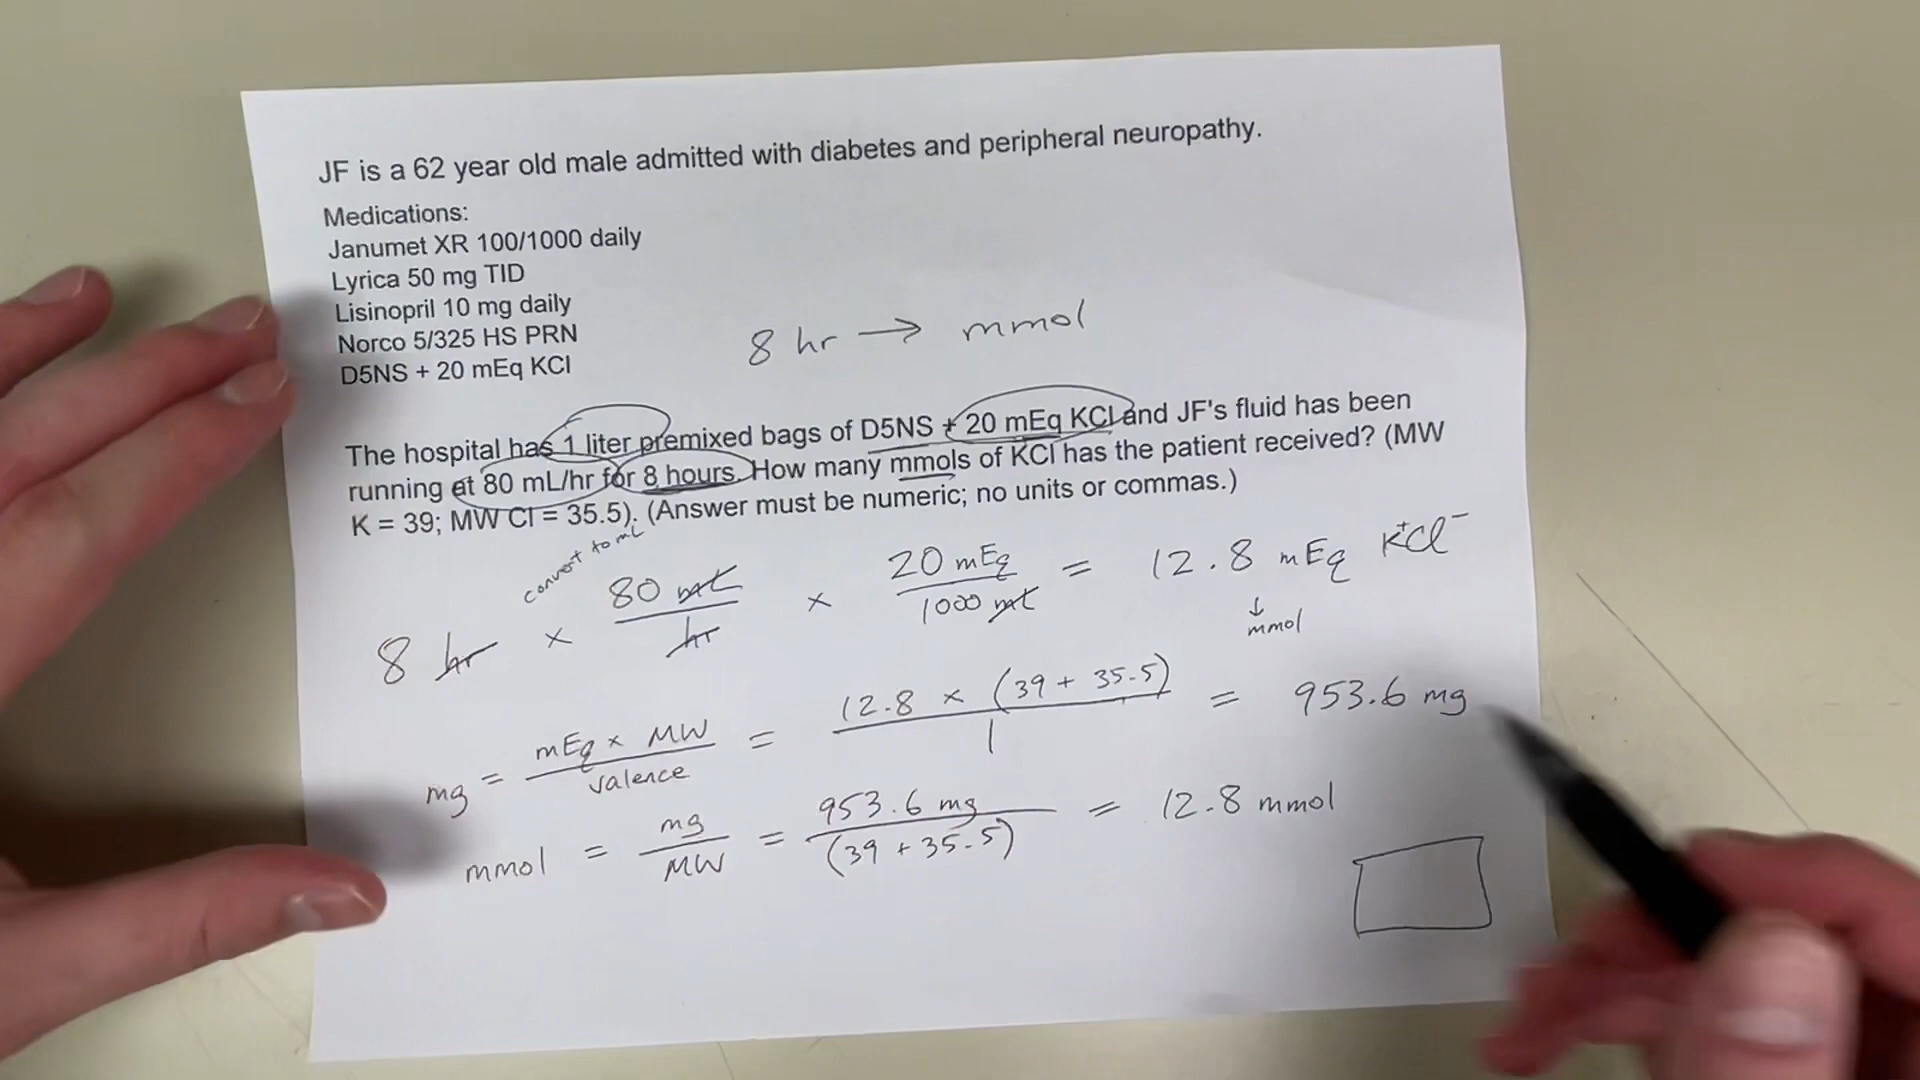 JF is a 62 year old male admitted with diabetes and peripheral neuropathy.
Medications:
Janumet XR 100/1000 daily
Lyrica 50 mg TID
Lisinopril 10 mg daily
Norco 5/325 HS PRN
D5NS + 20 mEq KCl
8 hr → mmol
The hospital has 1 liter premixed bags of D5NS + 20 mEq KCl and JF's fluid has been
running at 80 mL/hr for 8 hours. How many mmols of KCl has the patient received? (MW
K = 39; MW Cl = 35.5). (Answer must be numeric; no units or commas.)
convert to mL
8 hr × 80 mL/hr × 20 mEq/1000 mL = 12.8 mEq K⁺Cl⁻
↓
mmol
mg = mEq × MW/valence = 12.8 × (39 + 35.5)/1 = 953.6 mg
mmol = mg/MW = 953.6 mg/(39 + 35.5) = 12.8 mmol